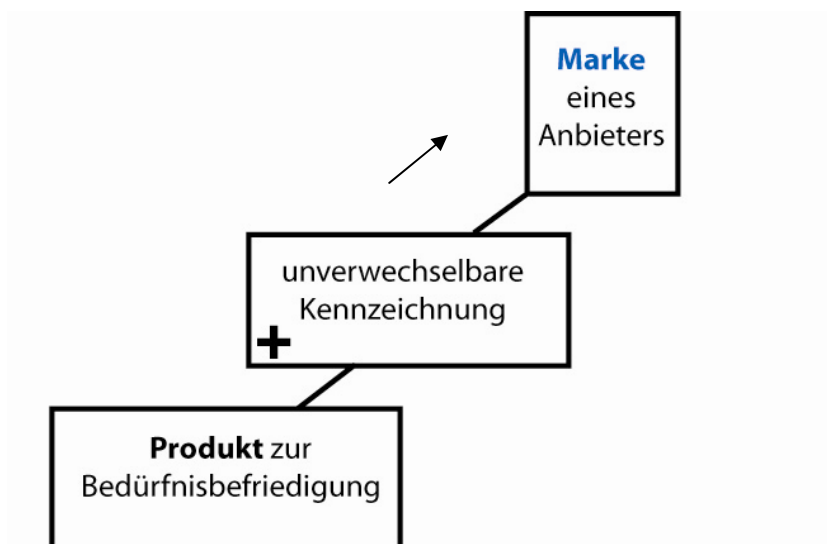 Marke
eines
Anbieters
unverwechselbare
Kennzeichnung
+
Produkt zur
Bedürfnisbefriedigung